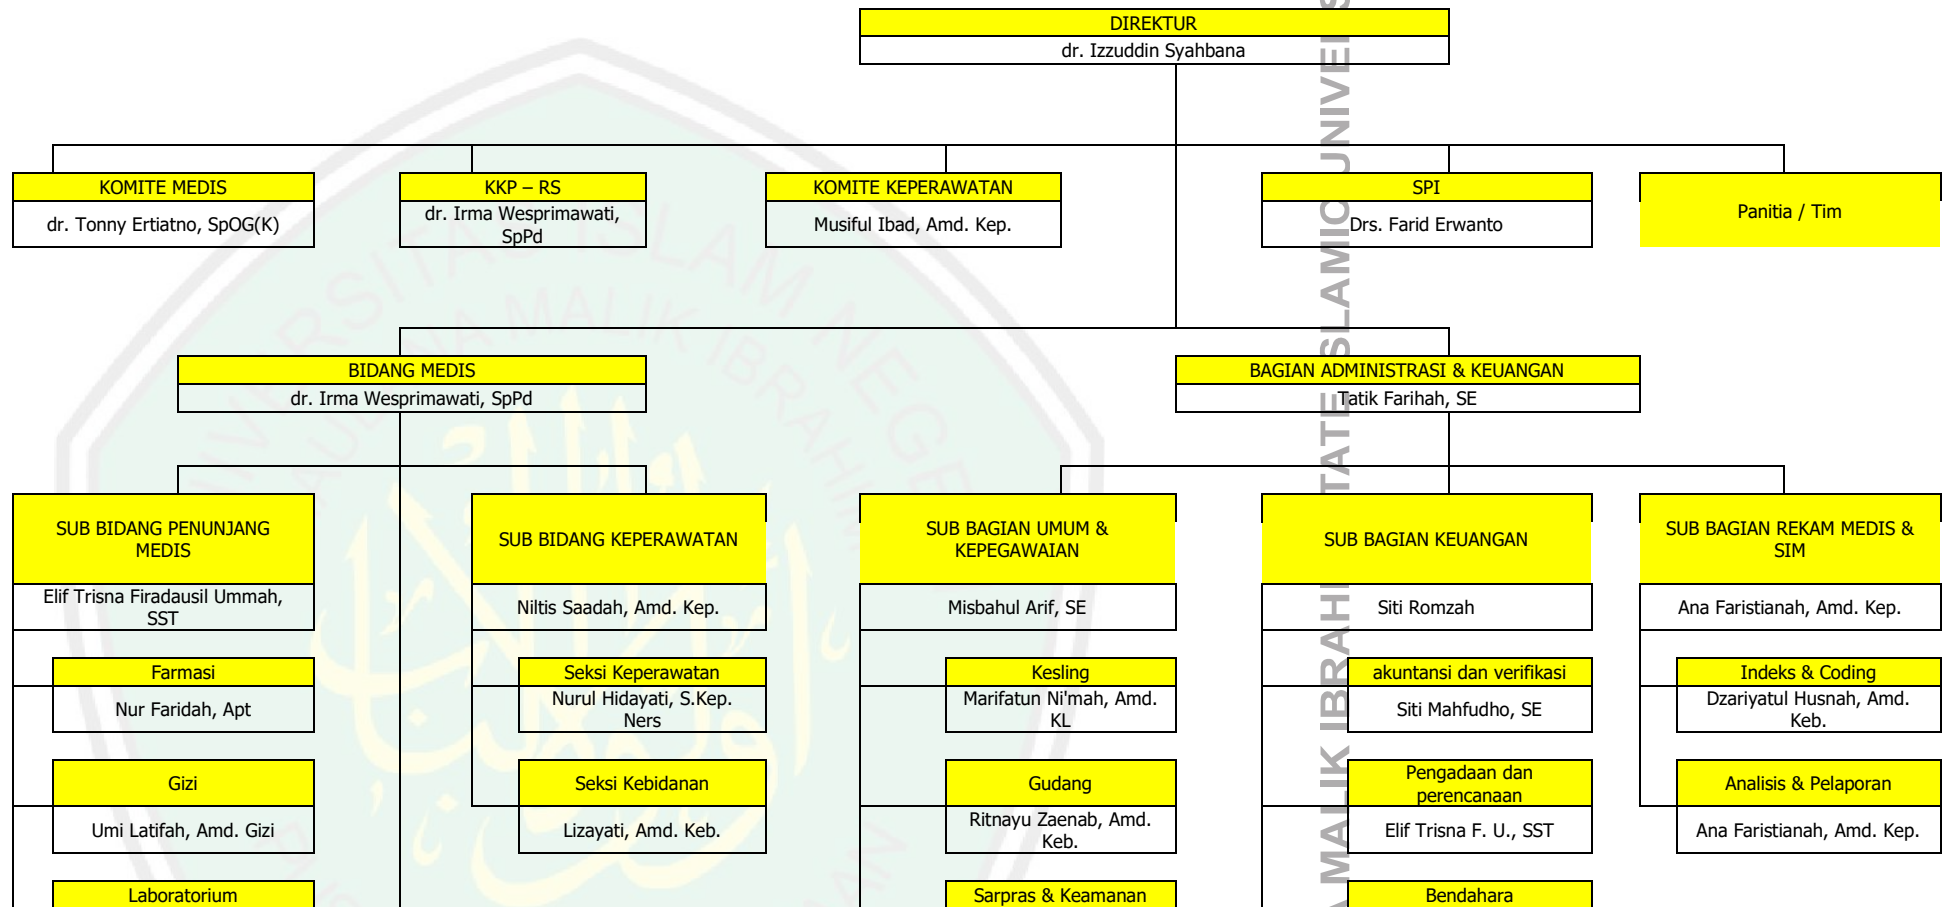 DIREKTUR
dr. Izzuddin Syahbana
KOMITE MEDIS
dr. Tonny Ertiatno, SpOG(K)
KKP – RS
dr. Irma Wesprimawati,
SpPd
KOMITE KEPERAWATAN
Musiful Ibad, Amd. Kep.
SPI
Drs. Farid Erwanto
Panitia / Tim
BIDANG MEDIS
dr. Irma Wesprimawati, SpPd
BAGIAN ADMINISTRASI & KEUANGAN
Tatik Farihah, SE
SUB BIDANG PENUNJANG
MEDIS
Elif Trisna Firadausil Ummah,
SST
SUB BIDANG KEPERAWATAN
Niltis Saadah, Amd. Kep.
SUB BAGIAN UMUM &
KEPEGAWAIAN
Misbahul Arif, SE
SUB BAGIAN KEUANGAN
Siti Romzah
SUB BAGIAN REKAM MEDIS &
SIM
Ana Faristianah, Amd. Kep.
Farmasi
Nur Faridah, Apt
Seksi Keperawatan
Nurul Hidayati, S.Kep.
Ners
Kesling
Marifatun Ni'mah, Amd.
KL
akuntansi dan verifikasi
Siti Mahfudho, SE
Indeks & Coding
Dzariyatul Husnah, Amd.
Keb.
Gizi
Umi Latifah, Amd. Gizi
Seksi Kebidanan
Lizayati, Amd. Keb.
Gudang
Ritnayu Zaenab, Amd.
Keb.
Pengadaan dan
perencanaan
Elif Trisna F. U., SST
Analisis & Pelaporan
Ana Faristianah, Amd. Kep.
Laboratorium
Sarpras & Keamanan
Bendahara
MALIK IBRAHI TATE SLAMIC UNIVE